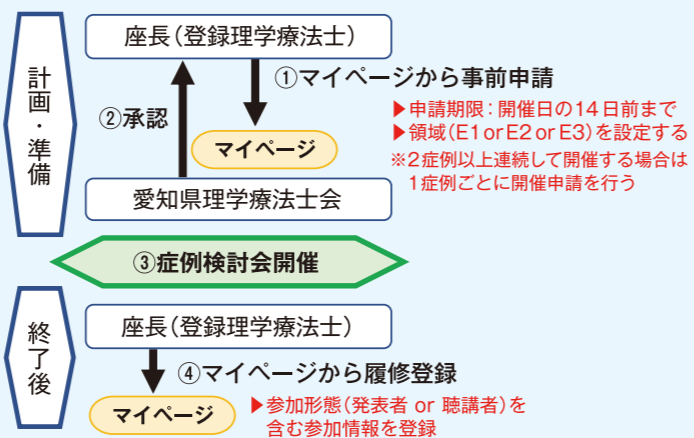 計画・準備
座長（登録理学療法士）
①マイページから事前申請
▶申請期限：開催日の14日前まで
▶領域（E1 or E2 or E3）を設定する
※2症例以上連続して開催する場合は
1症例ごとに開催申請を行う
②承認
マイページ
愛知県理学療法士会
③症例検討会開催
終了後
座長（登録理学療法士）
④マイページから履修登録
マイページ
▶参加形態（発表者 or 聴講者）を
含む参加情報を登録